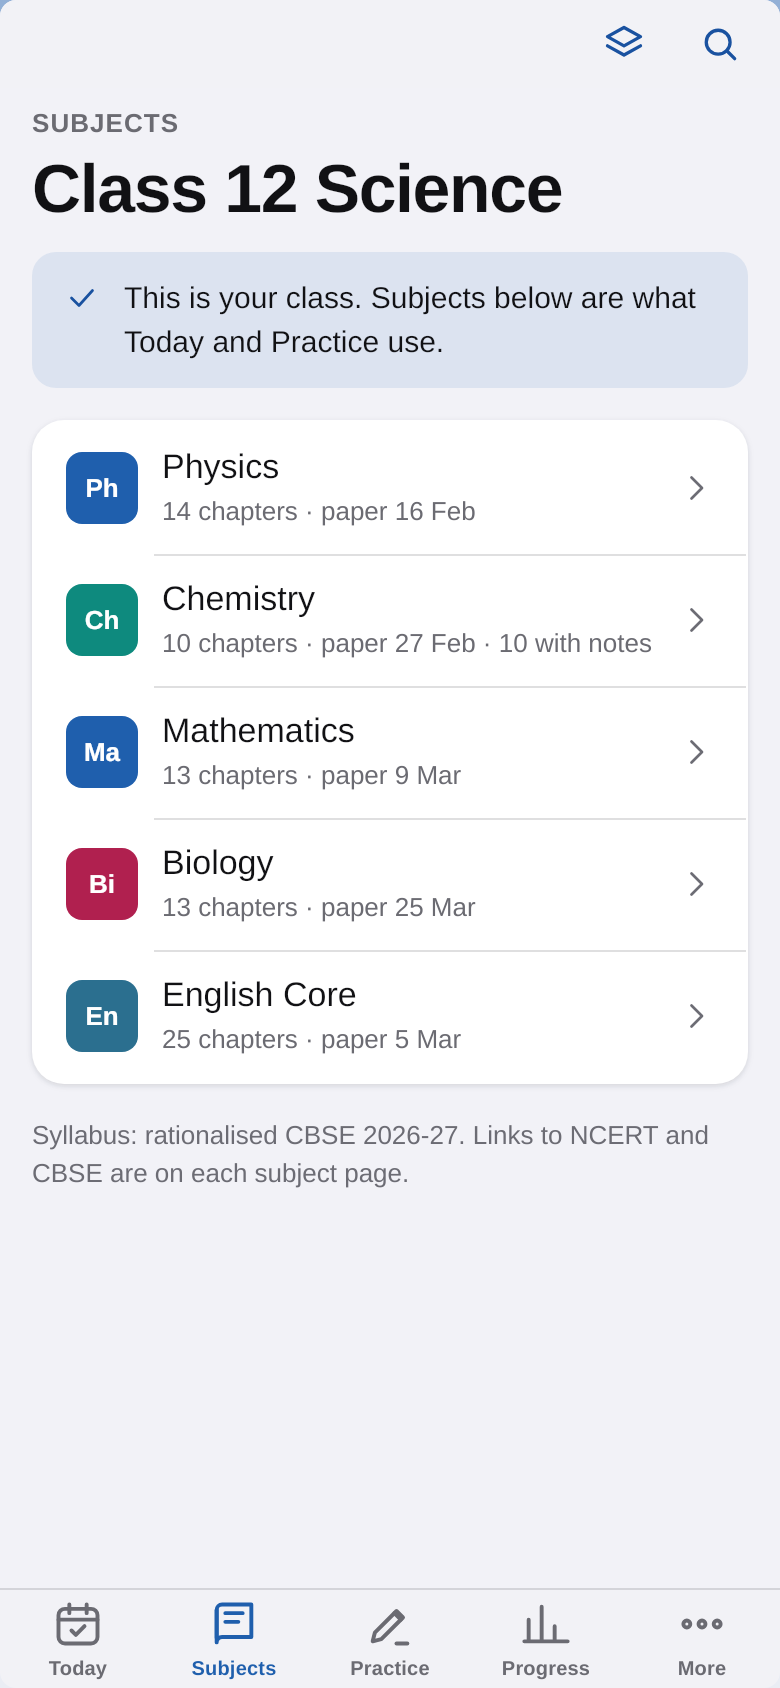 SUBJECTS
Class 12 Science
This is your class. Subjects below are what
Today and Practice use.
Ph
Physics
14 chapters · paper 16 Feb
Ch
Chemistry
10 chapters · paper 27 Feb · 10 with notes
Ma
Mathematics
13 chapters · paper 9 Mar
Bi
Biology
13 chapters · paper 25 Mar
En
English Core
25 chapters · paper 5 Mar
Syllabus: rationalised CBSE 2026-27. Links to NCERT and
CBSE are on each subject page.
Today Subjects Practice Progress More